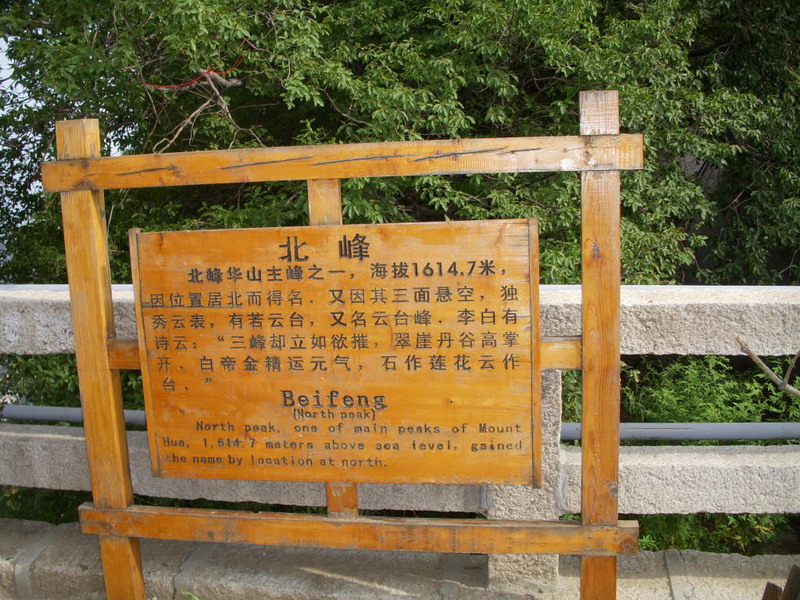 北 峰
北峰华山主峰之一，海拔1614.7米，
因位置居北而得名．又因其三面悬空，独
秀云表，有若云台，又名云台峰．李白有
诗云：“三峰却立如欲摧，翠崖丹谷高掌
开．白帝金精运元气，石作莲花云作
台．”
Beifeng
(North peak)
North peak, one of main peaks of Mount
Hua, 1,614.7 meters above sea level, gained
the name by location at north.